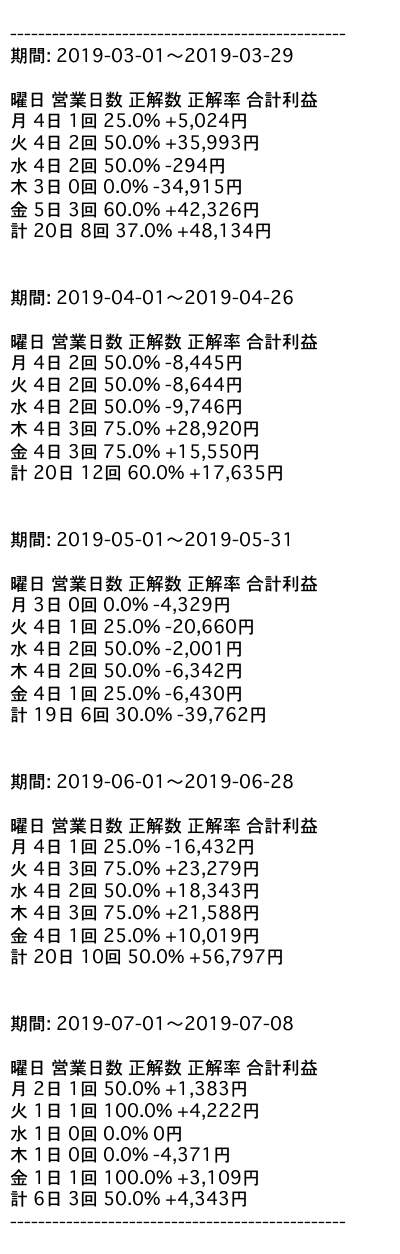 ------------------------------------------------
期間: 2019-03-01～2019-03-29
曜日 営業日数 正解数 正解率 合計利益
月 4日 1回 25.0% +5,024円
火 4日 2回 50.0% +35,993円
水 4日 2回 50.0% -294円
木 3日 0回 0.0% -34,915円
金 5日 3回 60.0% +42,326円
計 20日 8回 37.0% +48,134円
期間: 2019-04-01～2019-04-26
曜日 営業日数 正解数 正解率 合計利益
月 4日 2回 50.0% -8,445円
火 4日 2回 50.0% -8,644円
水 4日 2回 50.0% -9,746円
木 4日 3回 75.0% +28,920円
金 4日 3回 75.0% +15,550円
計 20日 12回 60.0% +17,635円
期間: 2019-05-01～2019-05-31
曜日 営業日数 正解数 正解率 合計利益
月 3日 0回 0.0% -4,329円
火 4日 1回 25.0% -20,660円
水 4日 2回 50.0% -2,001円
木 4日 2回 50.0% -6,342円
金 4日 1回 25.0% -6,430円
計 19日 6回 30.0% -39,762円
期間: 2019-06-01～2019-06-28
曜日 営業日数 正解数 正解率 合計利益
月 4日 1回 25.0% -16,432円
火 4日 3回 75.0% +23,279円
水 4日 2回 50.0% +18,343円
木 4日 3回 75.0% +21,588円
金 4日 1回 25.0% +10,019円
計 20日 10回 50.0% +56,797円
期間: 2019-07-01～2019-07-08
曜日 営業日数 正解数 正解率 合計利益
月 2日 1回 50.0% +1,383円
火 1日 1回 100.0% +4,222円
水 1日 0回 0.0% 0円
木 1日 0回 0.0% -4,371円
金 1日 1回 100.0% +3,109円
計 6日 3回 50.0% +4,343円
------------------------------------------------